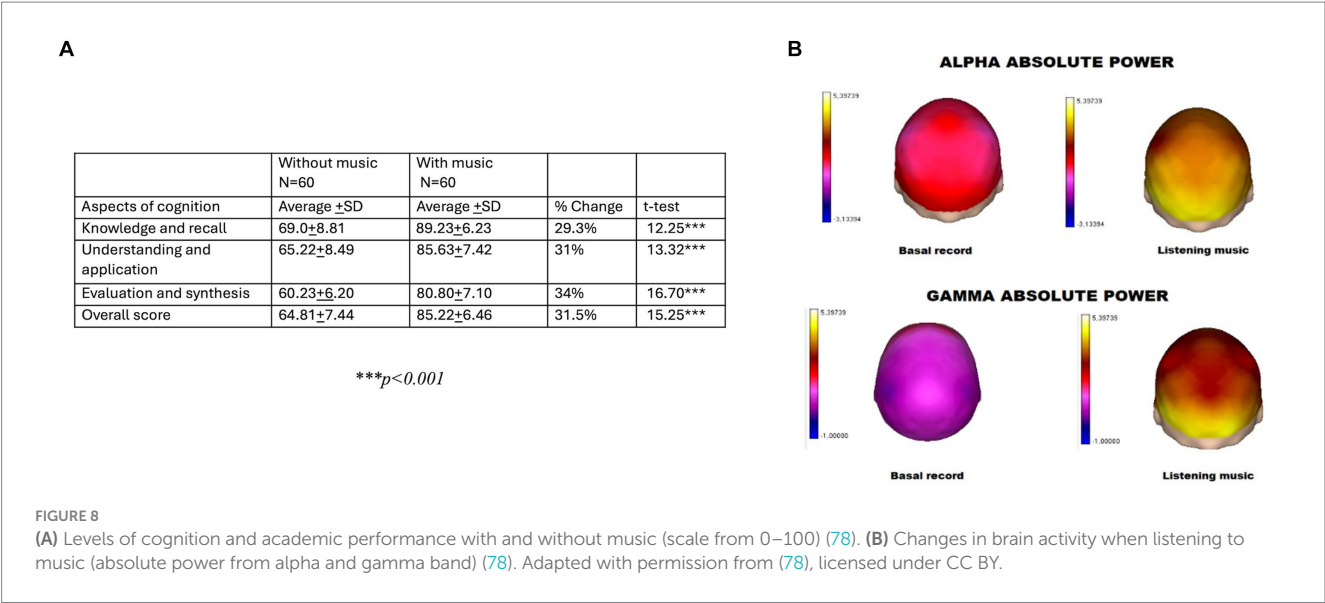 A
Without music
N=60
With music
N=60
Aspects of cognition Average +SD Average +SD % Change t-test
Knowledge and recall 69.0+8.81 89.23+6.23 29.3% 12.25***
Understanding and
application 65.22+8.49 85.63+7.42 31% 13.32***
Evaluation and synthesis 60.23+6.20 80.80+7.10 34% 16.70***
Overall score 64.81+7.44 85.22+6.46 31.5% 15.25***
***p<0.001
B
ALPHA ABSOLUTE POWER
5,39739
-3,13394
Basal record
5,39739
-3,13394
Listening music
GAMMA ABSOLUTE POWER
5,39739
-1,00000
Basal record
5,39739
-1,00000
Listening music
FIGURE 8
(A) Levels of cognition and academic performance with and without music (scale from 0–100) (78). (B) Changes in brain activity when listening to
music (absolute power from alpha and gamma band) (78). Adapted with permission from (78), licensed under CC BY.